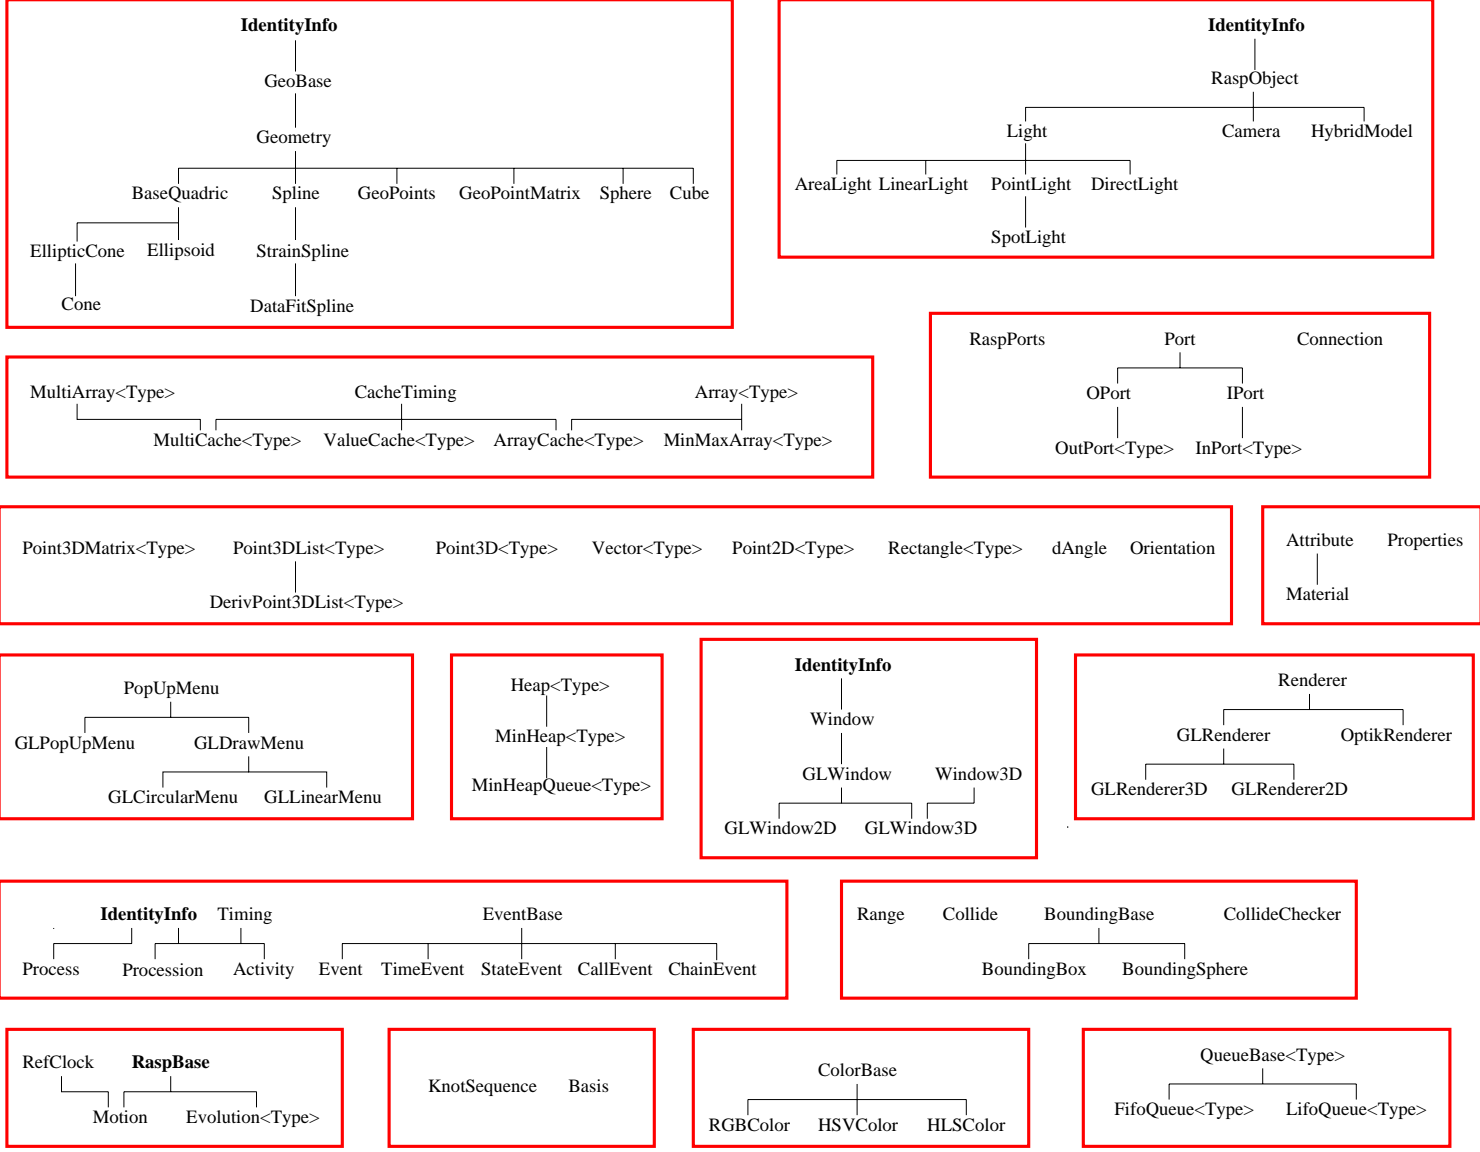 IdentityInfo
GeoBase
Geometry
BaseQuadric Spline GeoPoints GeoPointMatrix Sphere Cube
EllipticCone Ellipsoid StrainSpline
Cone DataFitSpline
IdentityInfo
RaspObject
Light Camera HybridModel
AreaLight LinearLight PointLight DirectLight
SpotLight
MultiArray<Type> CacheTiming Array<Type>
MultiCache<Type> ValueCache<Type> ArrayCache<Type> MinMaxArray<Type>
RaspPorts Port Connection
OPort IPort
OutPort<Type> InPort<Type>
Point3DMatrix<Type> Point3DList<Type> Point3D<Type> Vector<Type> Point2D<Type> Rectangle<Type> dAngle Orientation
DerivPoint3DList<Type>
Attribute Properties
Material
PopUpMenu
GLPopUpMenu GLDrawMenu
GLCircularMenu GLLinearMenu
Heap<Type>
MinHeap<Type>
MinHeapQueue<Type>
IdentityInfo
Window
GLWindow Window3D
GLWindow2D GLWindow3D
Renderer
GLRenderer OptikRenderer
GLRenderer3D GLRenderer2D
IdentityInfo Timing EventBase
Process Procession Activity Event TimeEvent StateEvent CallEvent ChainEvent
Range Collide BoundingBase CollideChecker
BoundingBox BoundingSphere
RefClock RaspBase
Motion Evolution<Type>
KnotSequence Basis
ColorBase
RGBColor HSVColor HLSColor
QueueBase<Type>
FifoQueue<Type> LifoQueue<Type>